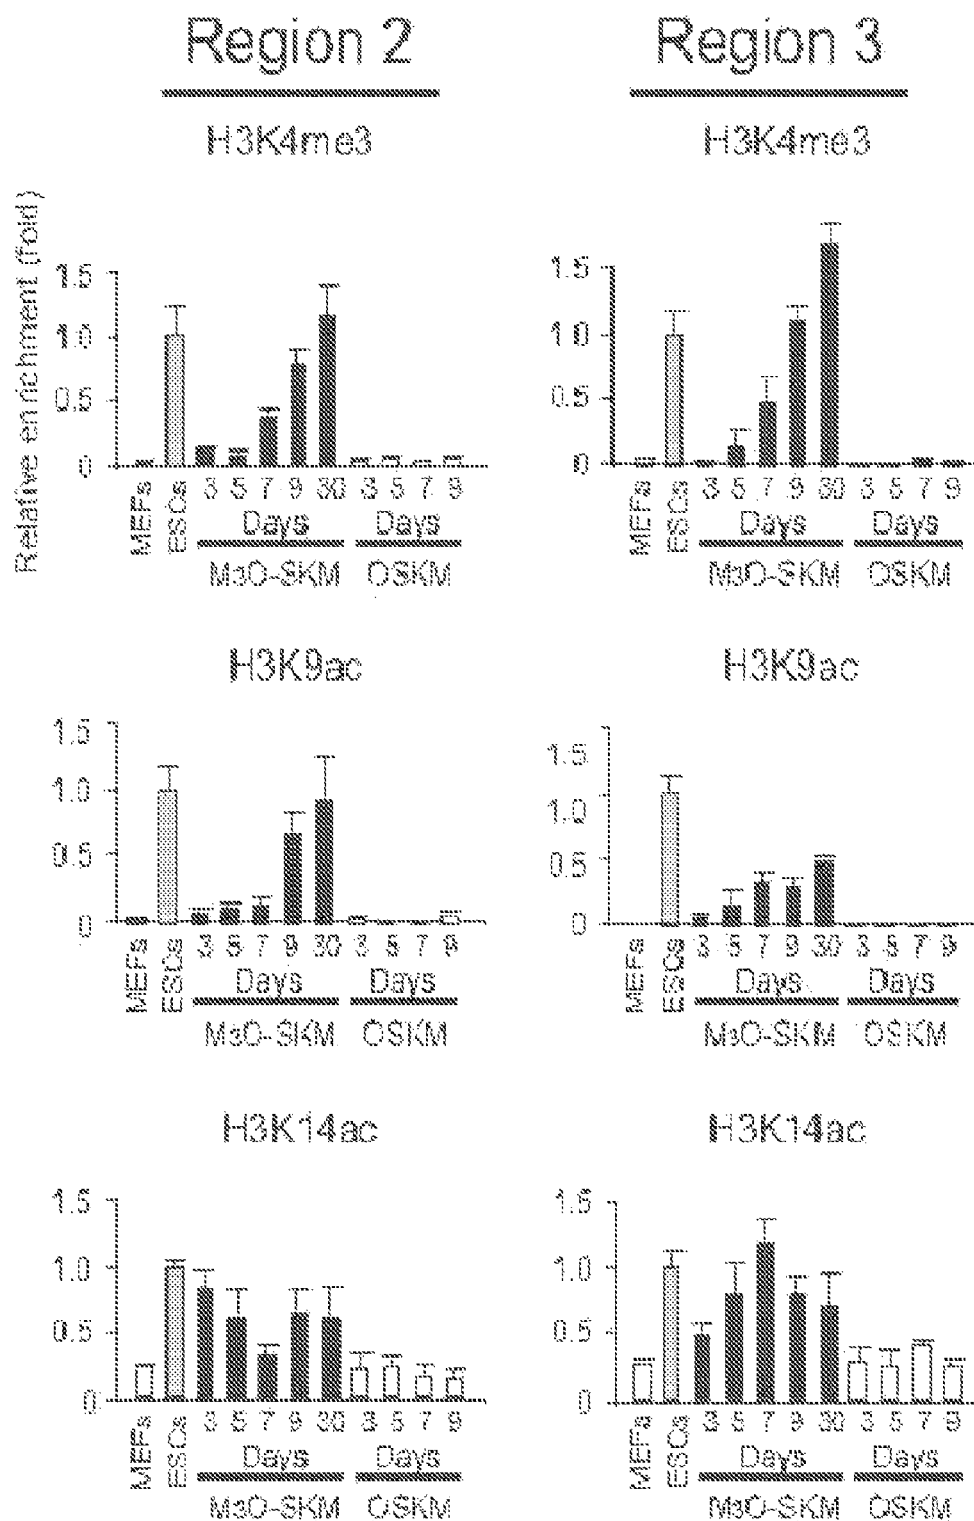 Region 2
Region 3
H3K4me3
H3K4me3
Relative enrichment (fold)
1.5
1.0
0.5
0
MEFs
ESCs
3 5 7 9 30
3 5 7 9
Days
M3O-SKM
OSKM
1.5
1.0
0.5
0
MEFs
ESCs
3 5 7 9 30
3 5 7 9
Days
M3O-SKM
OSKM
H3K9ac
H3K9ac
1.5
1.0
0.5
0
MEFs
ESCs
3 5 7 9 30
3 5 7 9
Days
Days
M3O-SKM
OSKM
1.5
1.0
0.5
0
MEFs
ESCs
3 5 7 9 30
3 5 7 9
Days
Days
M3O-SKM
OSKM
H3K14ac
H3K14ac
1.5
1.0
0.5
0
MEFs
ESCs
3 5 7 9 30
3 5 7 9
Days
Days
M3O-SKM
OSKM
1.5
1.0
0.5
0
MEFs
ESCs
3 5 7 9 30
3 5 7 9
Days
Days
M3O-SKM
OSKM